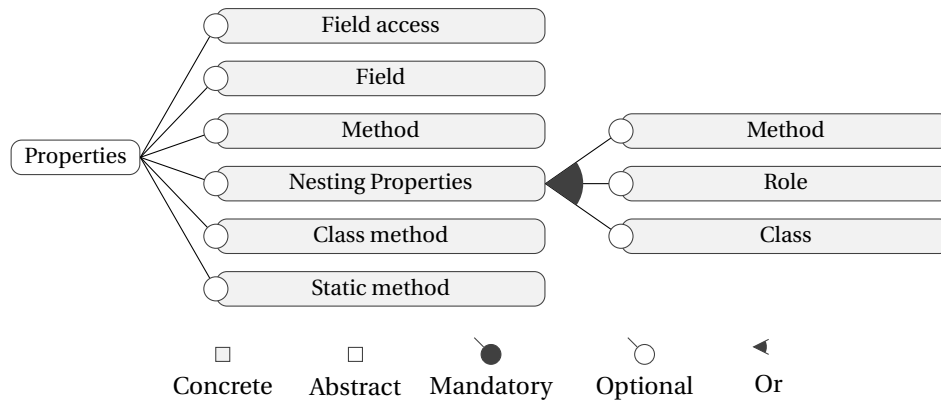 Field access
Field
Method
Method
Properties
Nesting Properties
Role
Class method
Class
Static method
Concrete
Abstract
Mandatory
Optional
Or